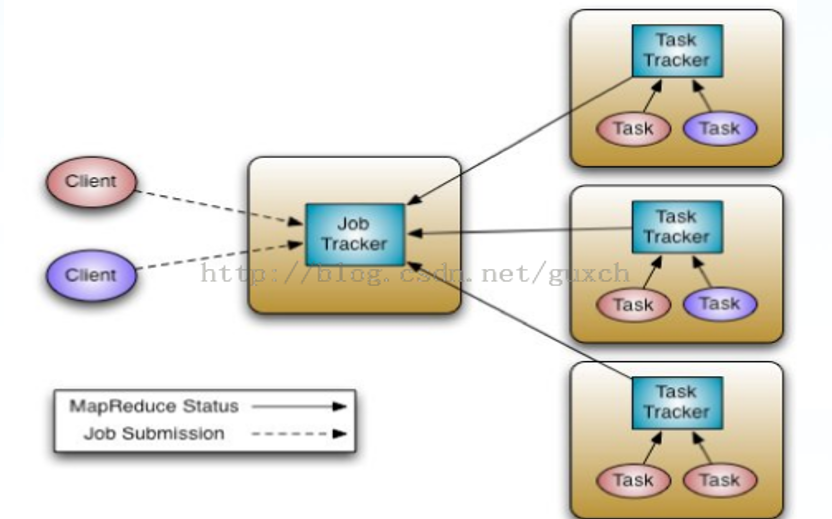 Task
Tracker
Task
Task
Client
Job
Tracker
Client
http://blog.csdn.net/guxch
Task
Tracker
Task
Task
MapReduce Status
Job Submission
Task
Tracker
Task
Task